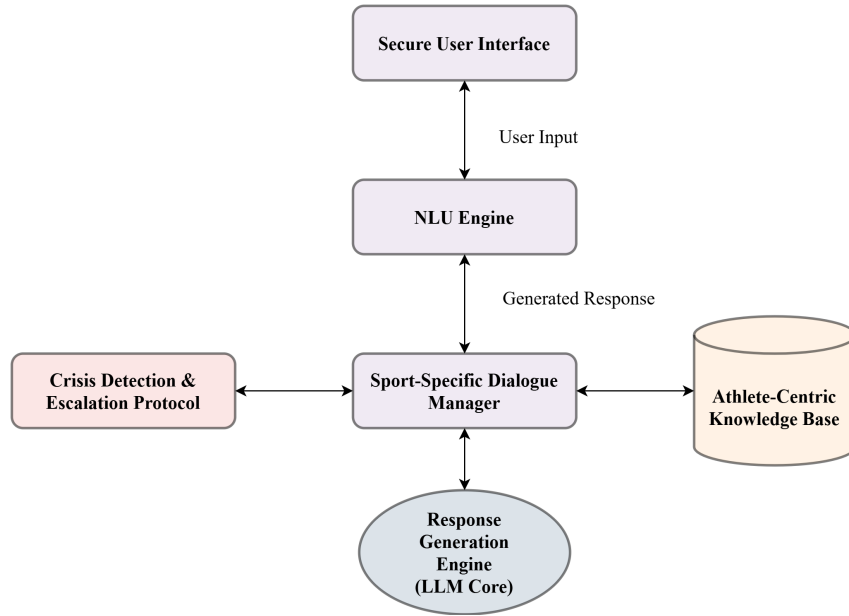 Secure User Interface
User Input
NLU Engine
Generated Response
Crisis Detection &
Escalation Protocol
Sport-Specific Dialogue
Manager
Athlete-Centric
Knowledge Base
Response
Generation
Engine
(LLM Core)